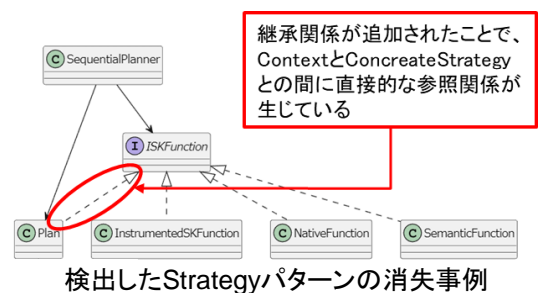 継承関係が追加されたことで、
ContextとConcreteStrategy
との間に直接的な参照関係が
生じている
C SequentialPlanner
I ISKFunction
C Plan
C InstrumentedSKFunction
C NativeFunction
C SemanticFunction
検出したStrategyパターンの消失事例